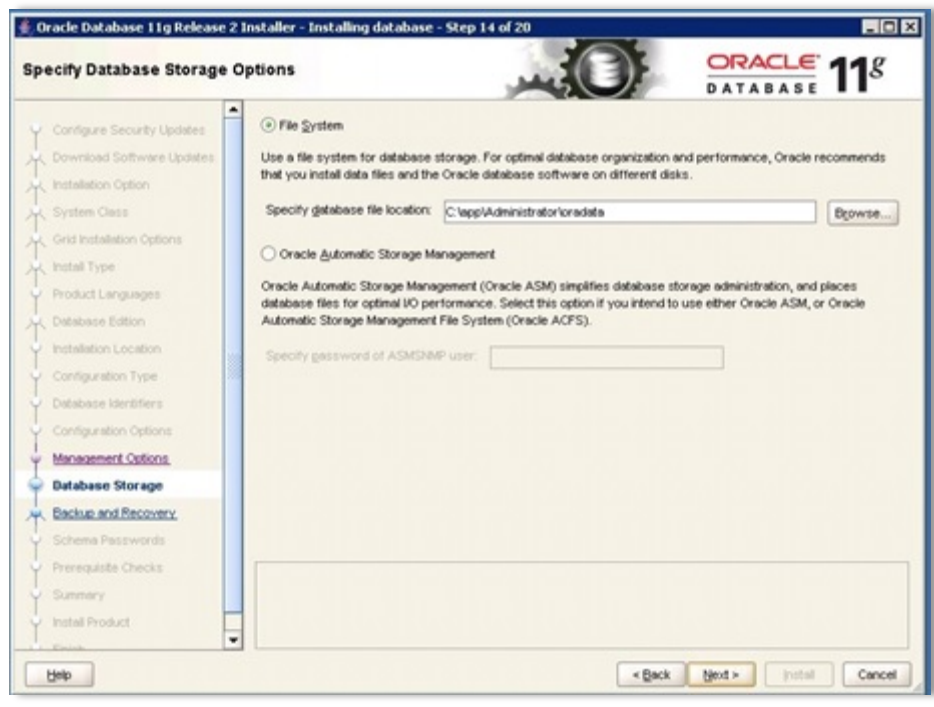 Oracle Database 11g Release 2 Installer - Installing database - Step 14 of 20
Specify Database Storage Options
ORACLE
DATABASE
11g
Configure Security Updates
Download Software Updates
Installation Option
System Class
Grid Installation Options
Install Type
Product Languages
Database Edition
Installation Location
Configuration Type
Database Identifiers
Configuration Options
Management Options
Database Storage
Backup and Recovery
Schema Passwords
Prerequisite Checks
Summary
Install Product
Finish
File System
Use a file system for database storage. For optimal database organization and performance, Oracle recommends
that you install data files and the Oracle database software on different disks.
Specify database file location: C:\app\Administrator\oradata Browse...
Oracle Automatic Storage Management
Oracle Automatic Storage Management (Oracle ASM) simplifies database storage administration, and places
database files for optimal I/O performance. Select this option if you intend to use either Oracle ASM, or Oracle
Automatic Storage Management File System (Oracle ACFS).
Specify password of ASMSNMP user:
Help
< Back Next > Install Cancel